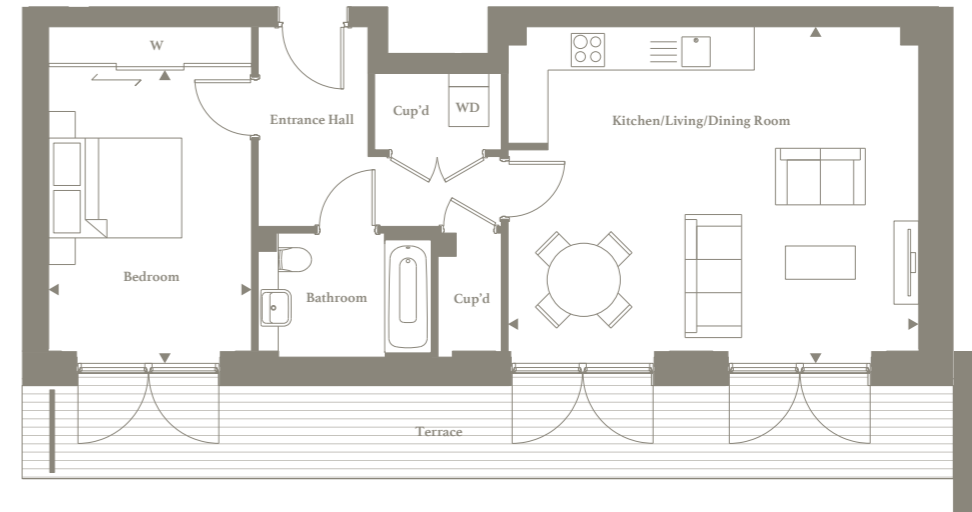 W
Entrance Hall
Cup'd
WD
Kitchen/Living/Dining Room
Bedroom
Bathroom
Cup'd
Terrace